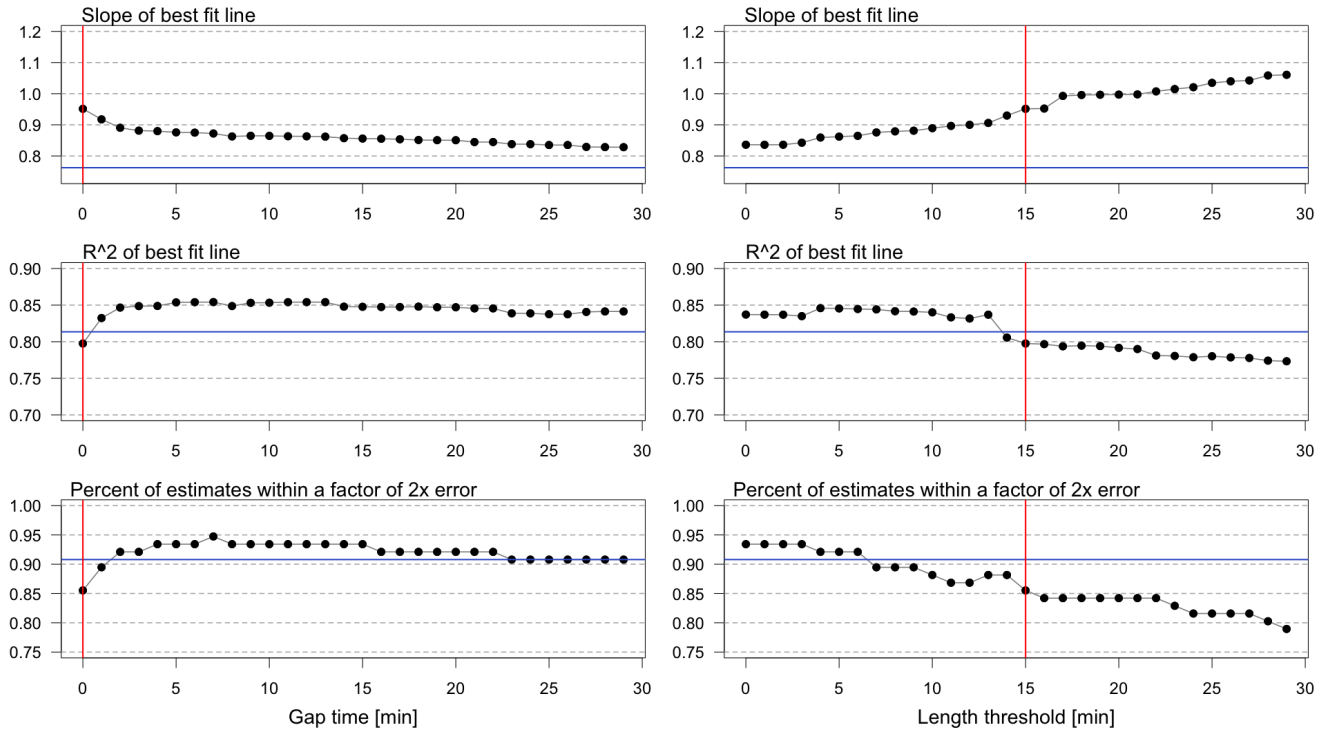 Slope of best fit line
1.2
1.1
1.0
0.9
0.8
0 5 10 15 20 25 30
Slope of best fit line
1.2
1.1
1.0
0.9
0.8
0 5 10 15 20 25 30
R^2 of best fit line
0.90
0.85
0.80
0.75
0.70
0 5 10 15 20 25 30
R^2 of best fit line
0.90
0.85
0.80
0.75
0.70
0 5 10 15 20 25 30
Percent of estimates within a factor of 2x error
1.00
0.95
0.90
0.85
0.80
0.75
0 5 10 15 20 25 30
Gap time [min]
Percent of estimates within a factor of 2x error
1.00
0.95
0.90
0.85
0.80
0.75
0 5 10 15 20 25 30
Length threshold [min]